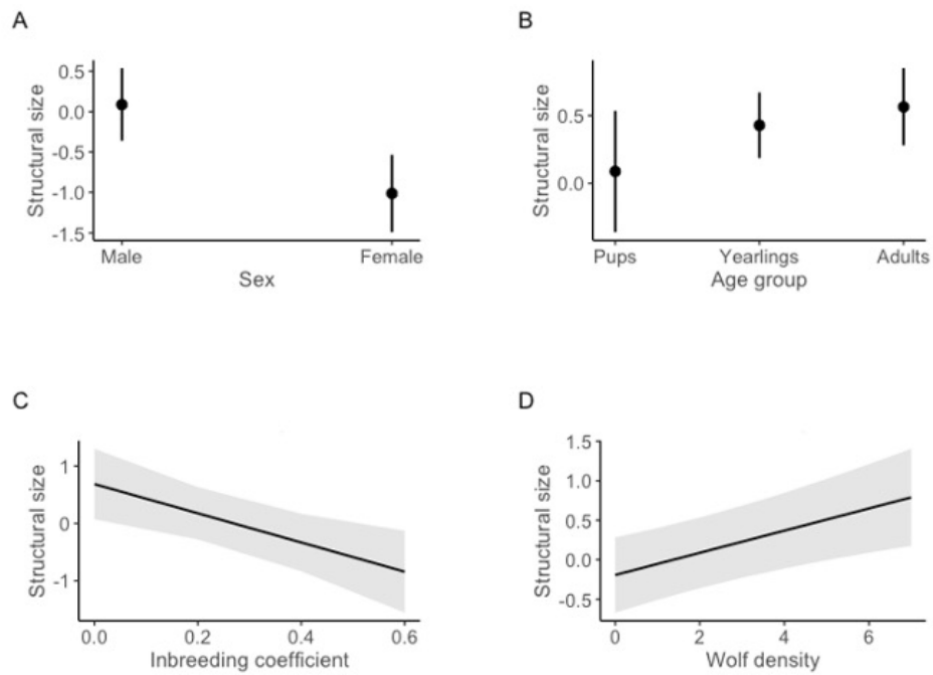 A
Structural size
0.5
0.0
-0.5
-1.0
-1.5
Male
Female
Sex
B
Structural size
0.5
0.0
Pups
Yearlings
Adults
Age group
C
Structural size
1
0
-1
0.0
0.2
0.4
0.6
Inbreeding coefficient
D
Structural size
1.5
1.0
0.5
0.0
-0.5
0
2
4
6
Wolf density